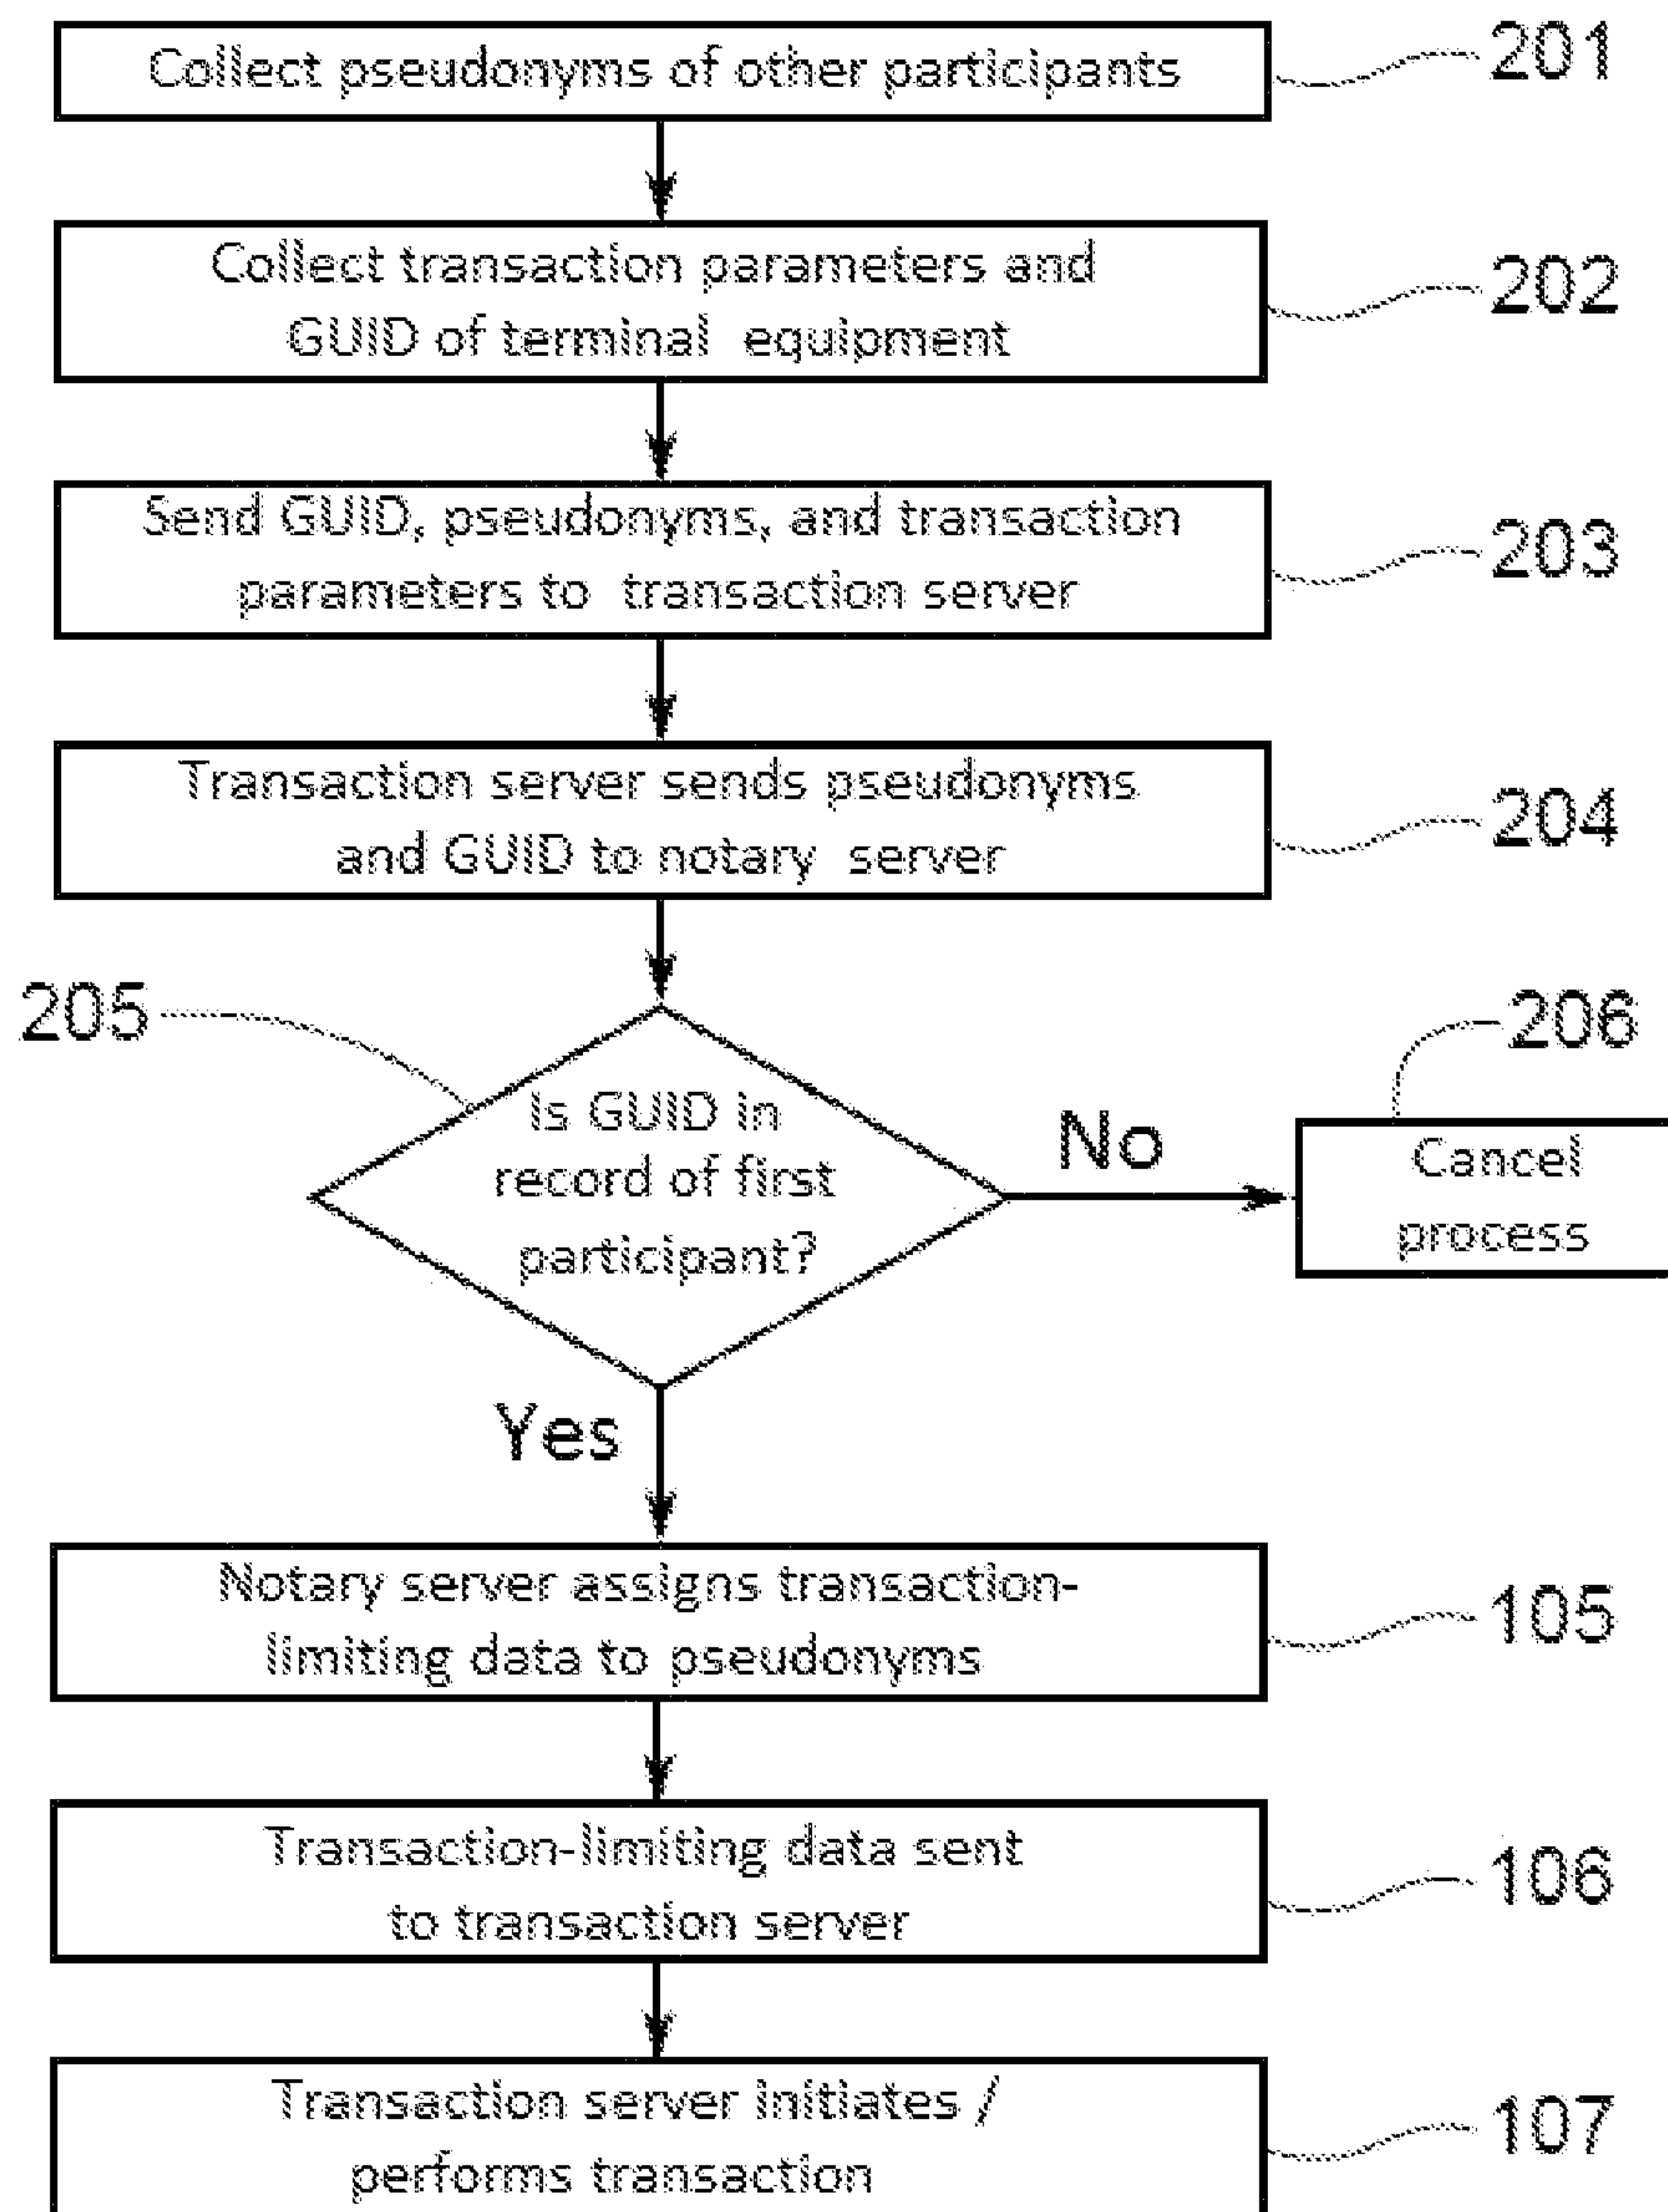 Collect pseudonyms of other participants
201
Collect transaction parameters and
GUID of terminal equipment
202
Send GUID, pseudonyms, and transaction
parameters to transaction server
203
Transaction server sends pseudonyms
and GUID to notary server
204
205
Is GUID in
record of first
participant?
No
206
Cancel
process
Yes
Notary server assigns transaction-
limiting data to pseudonyms
105
Transaction-limiting data sent
to transaction server
106
Transaction server initiates /
performs transaction
107